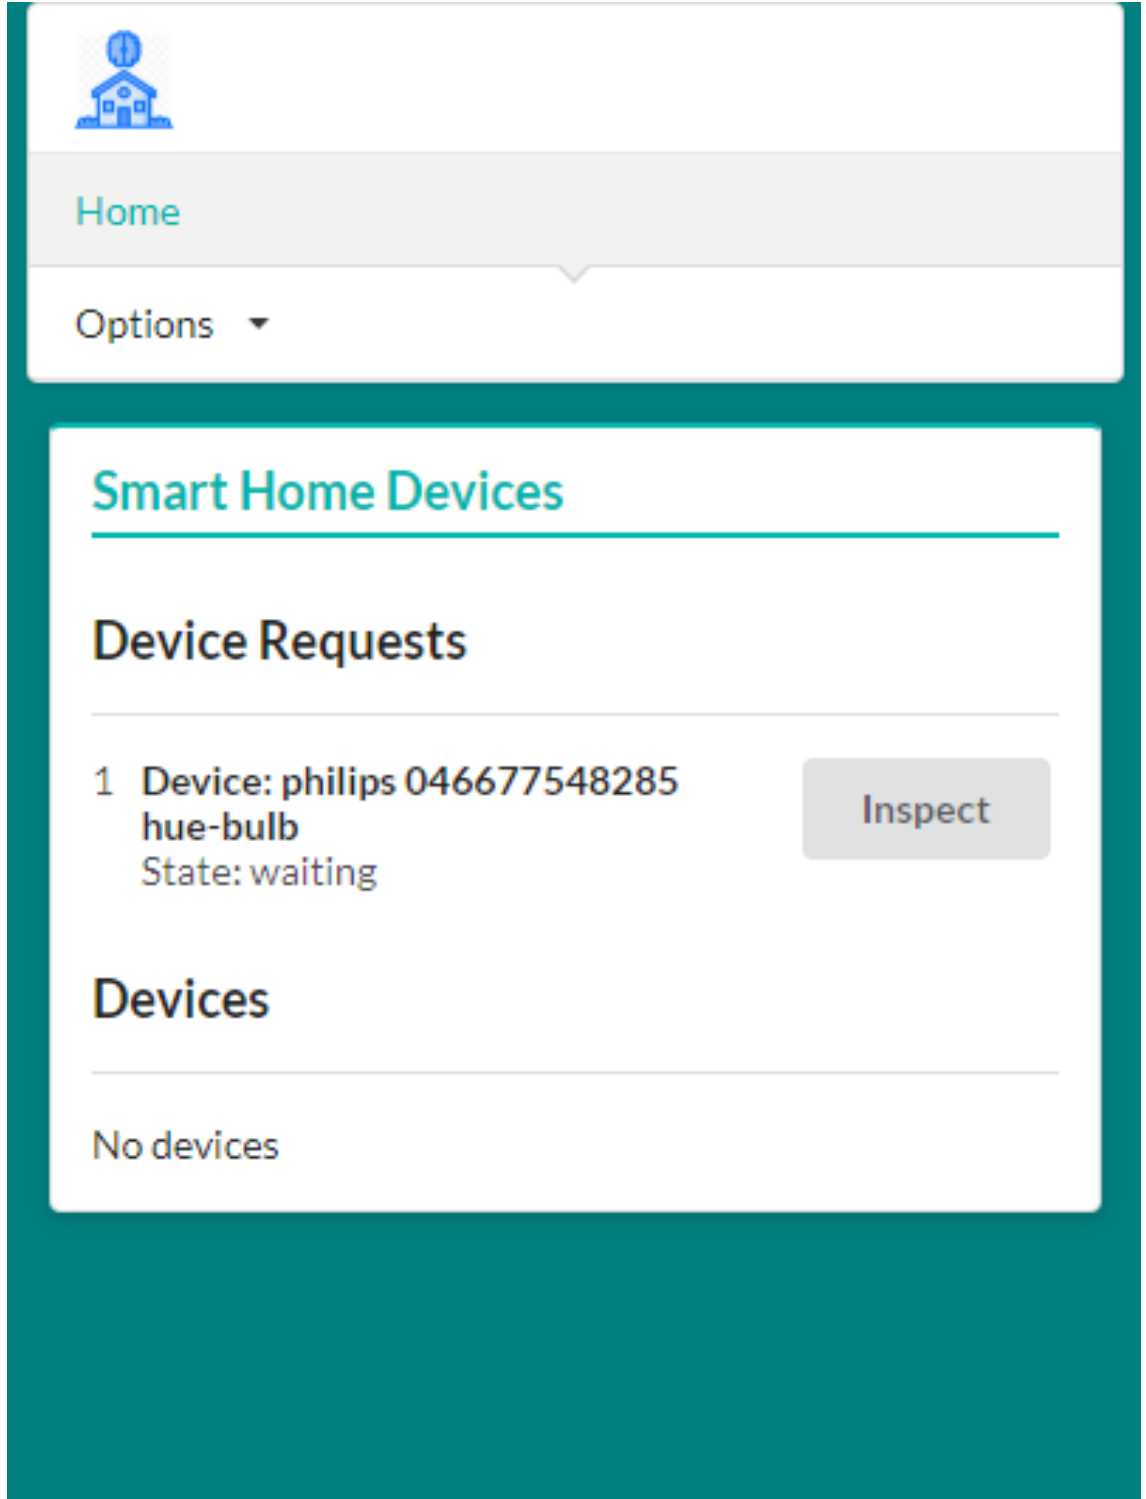 Home
Options
Smart Home Devices
Device Requests
1 Device: philips 046677548285
hue-bulb
State: waiting
Inspect
Devices
No devices